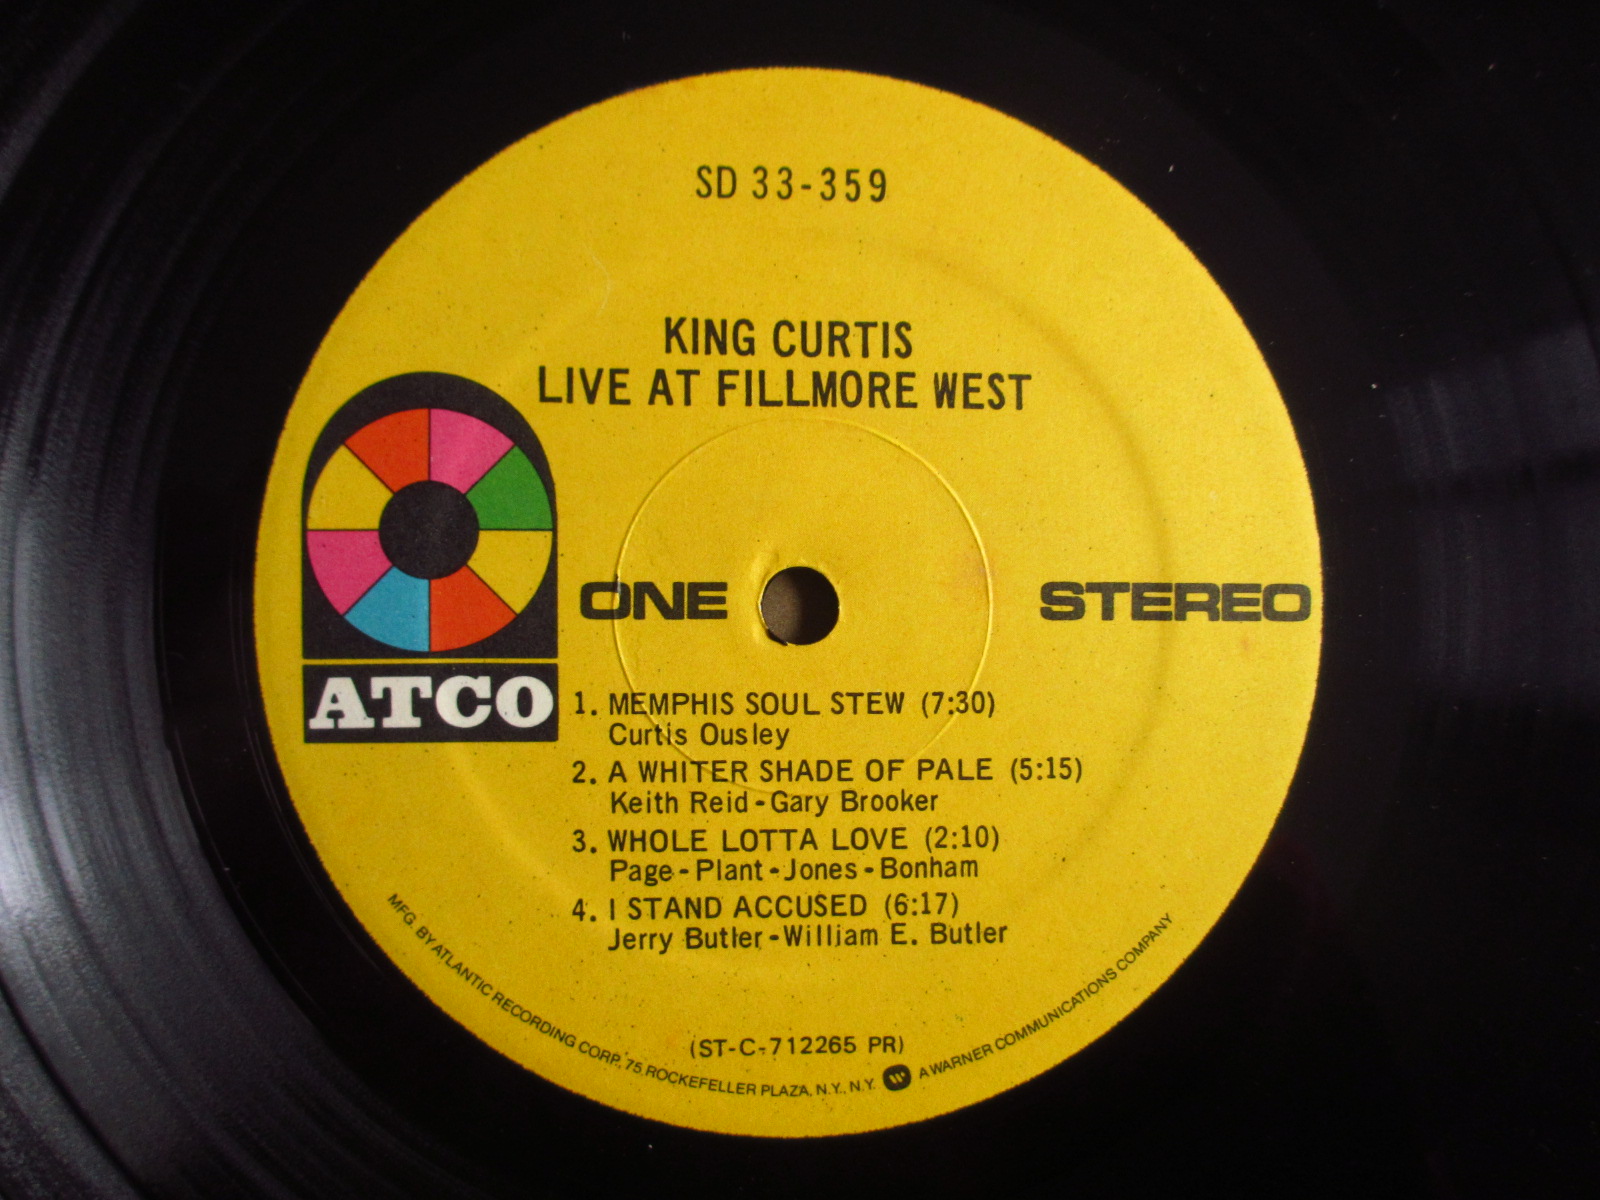 SD 33-359
KING CURTIS
LIVE AT FILLMORE WEST
ATCO
ONE
STEREO
1. MEMPHIS SOUL STEW (7:30)
Curtis Ousley
2. A WHITER SHADE OF PALE (5:15)
Keith Reid - Gary Brooker
3. WHOLE LOTTA LOVE (2:10)
Page - Plant - Jones - Bonham
4. I STAND ACCUSED (6:17)
Jerry Butler - William E. Butler
(ST-C-712265 PR)
MFG. BY ATLANTIC RECORDING CORP., 75 ROCKEFELLER PLAZA, N.Y., N.Y. W A WARNER COMMUNICATIONS COMPANY